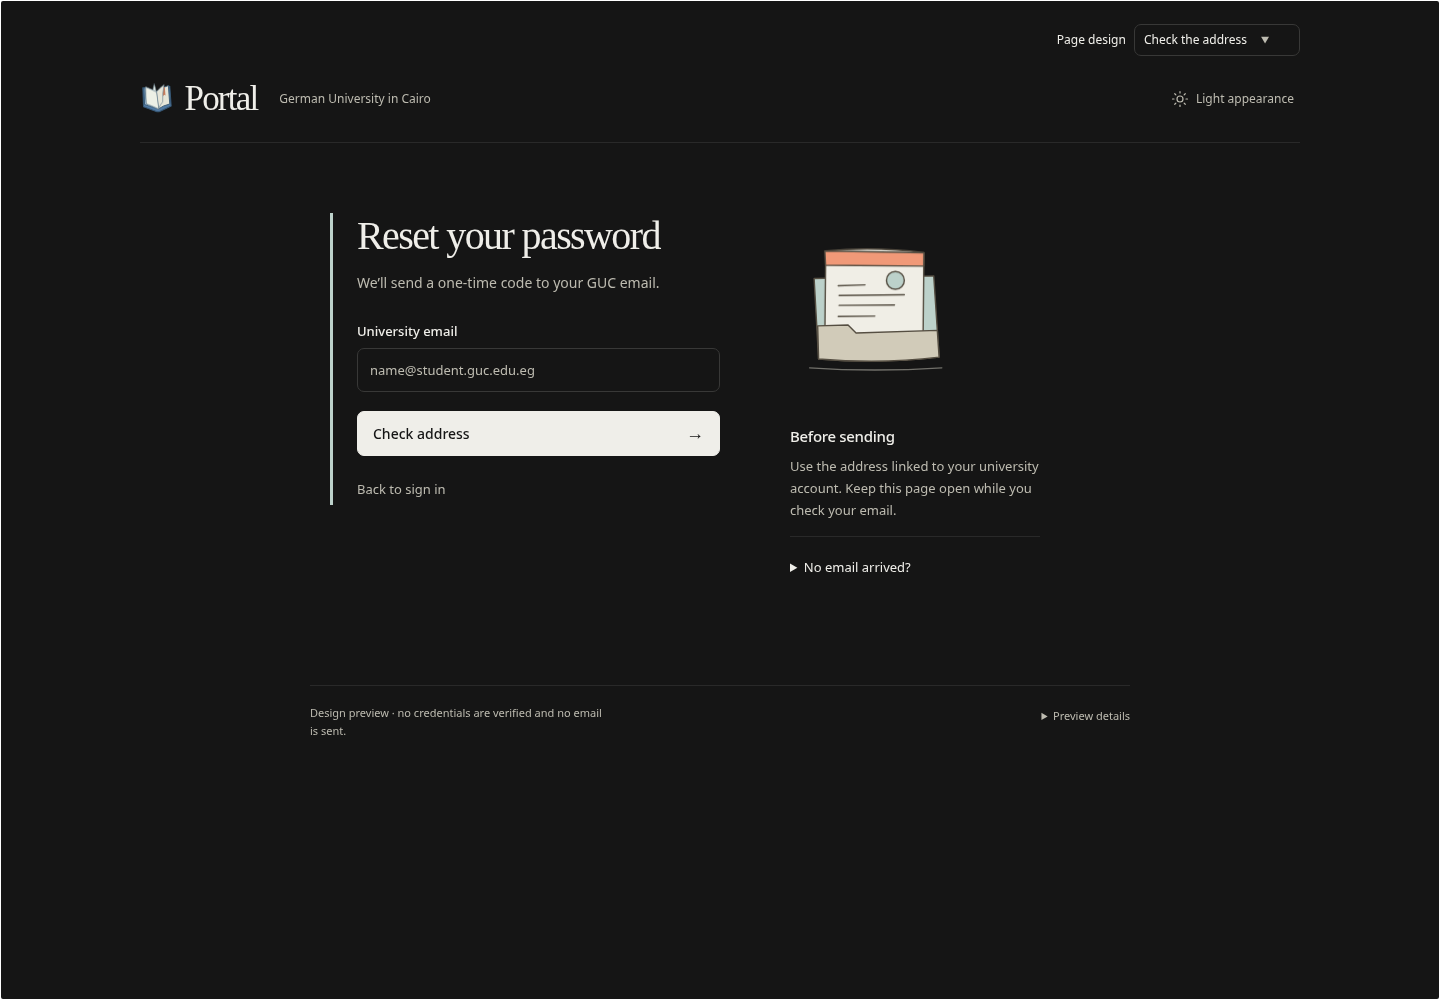 Page design
Check the address
Portal
German University in Cairo
Light appearance
Reset your password
We’ll send a one-time code to your GUC email.
University email
name@student.guc.edu.eg
Check address →
Back to sign in
Before sending
Use the address linked to your university
account. Keep this page open while you
check your email.
No email arrived?
Design preview · no credentials are verified and no email
is sent.
Preview details